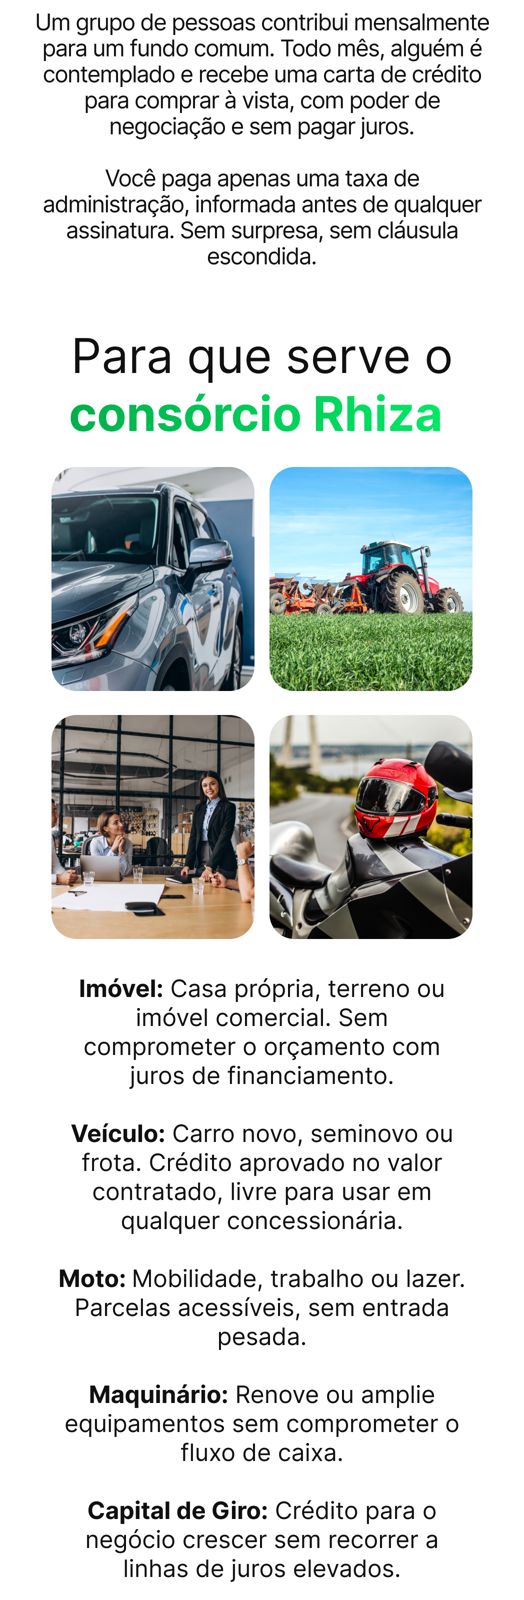 Um grupo de pessoas contribui mensalmente
para um fundo comum. Todo mês, alguém é
contemplado e recebe uma carta de crédito
para comprar à vista, com poder de
negociação e sem pagar juros.
Você paga apenas uma taxa de
administração, informada antes de qualquer
assinatura. Sem surpresa, sem cláusula
escondida.
Para que serve o
consórcio Rhiza
Imóvel: Casa própria, terreno ou
imóvel comercial. Sem
comprometer o orçamento com
juros de financiamento.
Veículo: Carro novo, seminovo ou
frota. Crédito aprovado no valor
contratado, livre para usar em
qualquer concessionária.
Moto: Mobilidade, trabalho ou lazer.
Parcelas acessíveis, sem entrada
pesada.
Maquinário: Renove ou amplie
equipamentos sem comprometer o
fluxo de caixa.
Capital de Giro: Crédito para o
negócio crescer sem recorrer a
linhas de juros elevados.